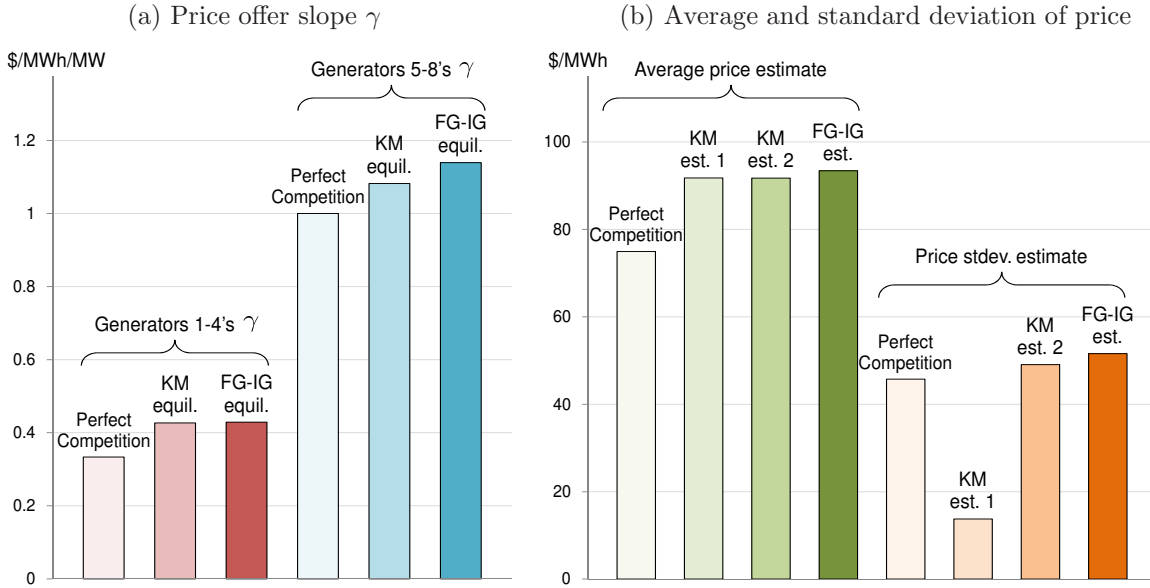 (a) Price offer slope γ
$/MWh/MW
Generators 5-8's γ
FG-IG
equil.
KM
equil.
Perfect
Competition
Generators 1-4's γ
KM
equil.
FG-IG
equil.
Perfect
Competition
1.2
1
0.8
0.6
0.4
0.2
0
(b) Average and standard deviation of price
$/MWh
Average price estimate
KM
est. 1
KM
est. 2
FG-IG
est.
Perfect
Competition
Price stdev. estimate
Perfect
Competition
KM
est. 1
KM
est. 2
FG-IG
est.
100
80
60
40
20
0